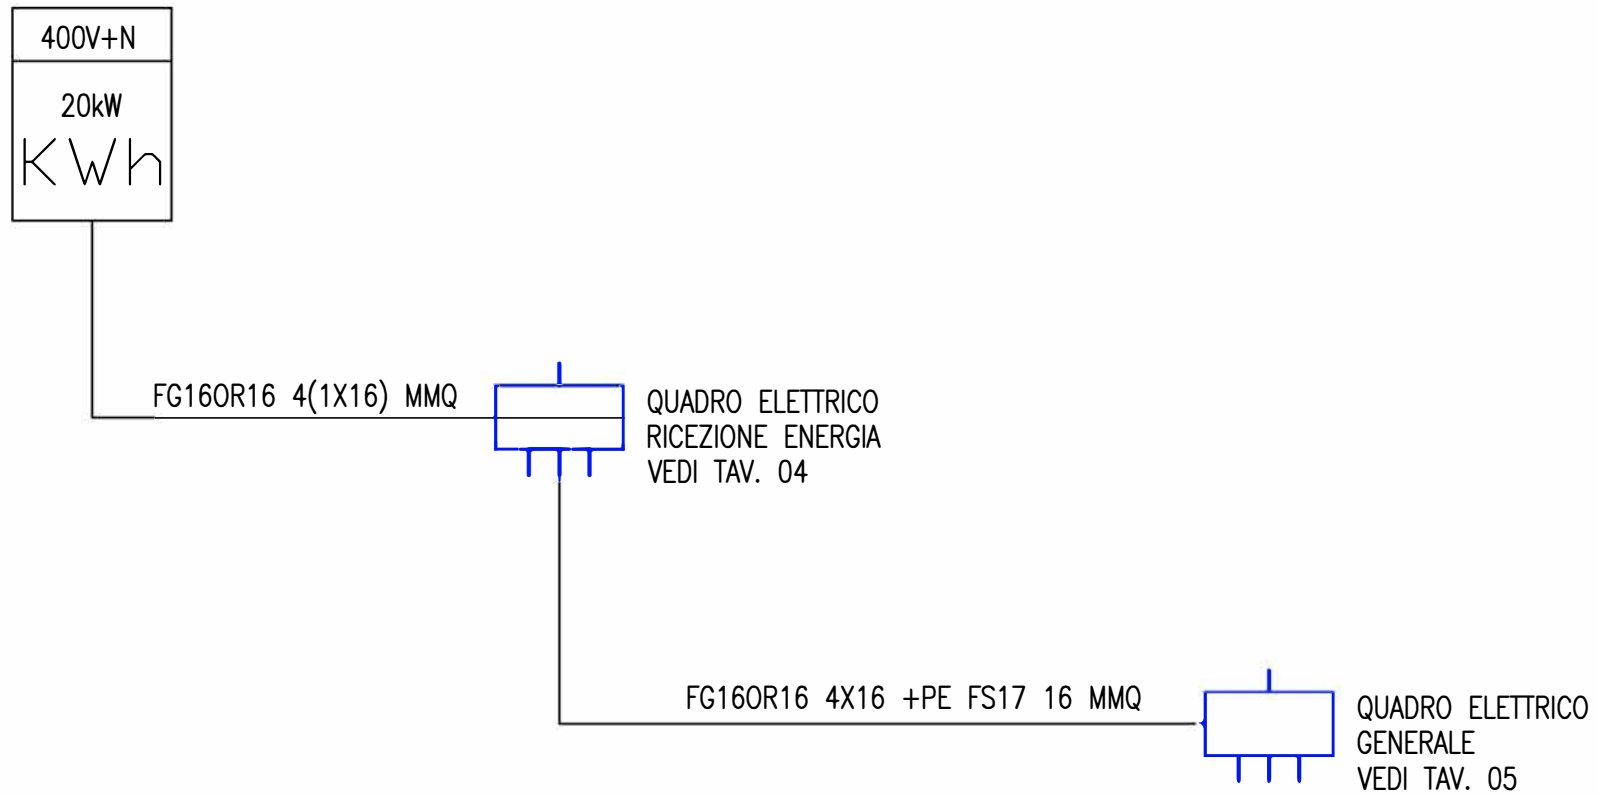 400V+N
20kW
KWh
FG16OR16 4(1X16) MMQ
QUADRO ELETTRICO
RICEZIONE ENERGIA
VEDI TAV. 04
FG16OR16 4X16 +PE FS17 16 MMQ
QUADRO ELETTRICO
GENERALE
VEDI TAV. 05